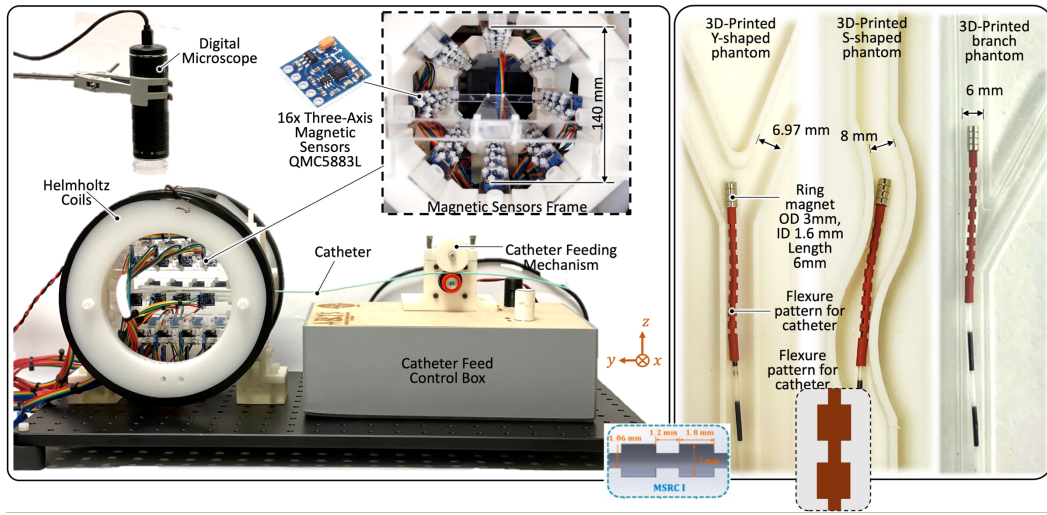 Digital
Microscope
16x Three-Axis
Magnetic
Sensors
QMC5883L
140 mm
Magnetic Sensors Frame
Helmholtz
Coils
Catheter
Catheter Feeding
Mechanism
Catheter Feed
Control Box
z
y
x
3D-Printed
Y-shaped
phantom
3D-Printed
S-shaped
phantom
3D-Printed
branch
phantom
6 mm
6.97 mm
8 mm
Ring
magnet
OD 3mm,
ID 1.6 mm
Length
6mm
Flexure
pattern for
catheter
Flexure
pattern for
catheter
1.06 mm
1.2 mm
1.8 mm
MSRC I